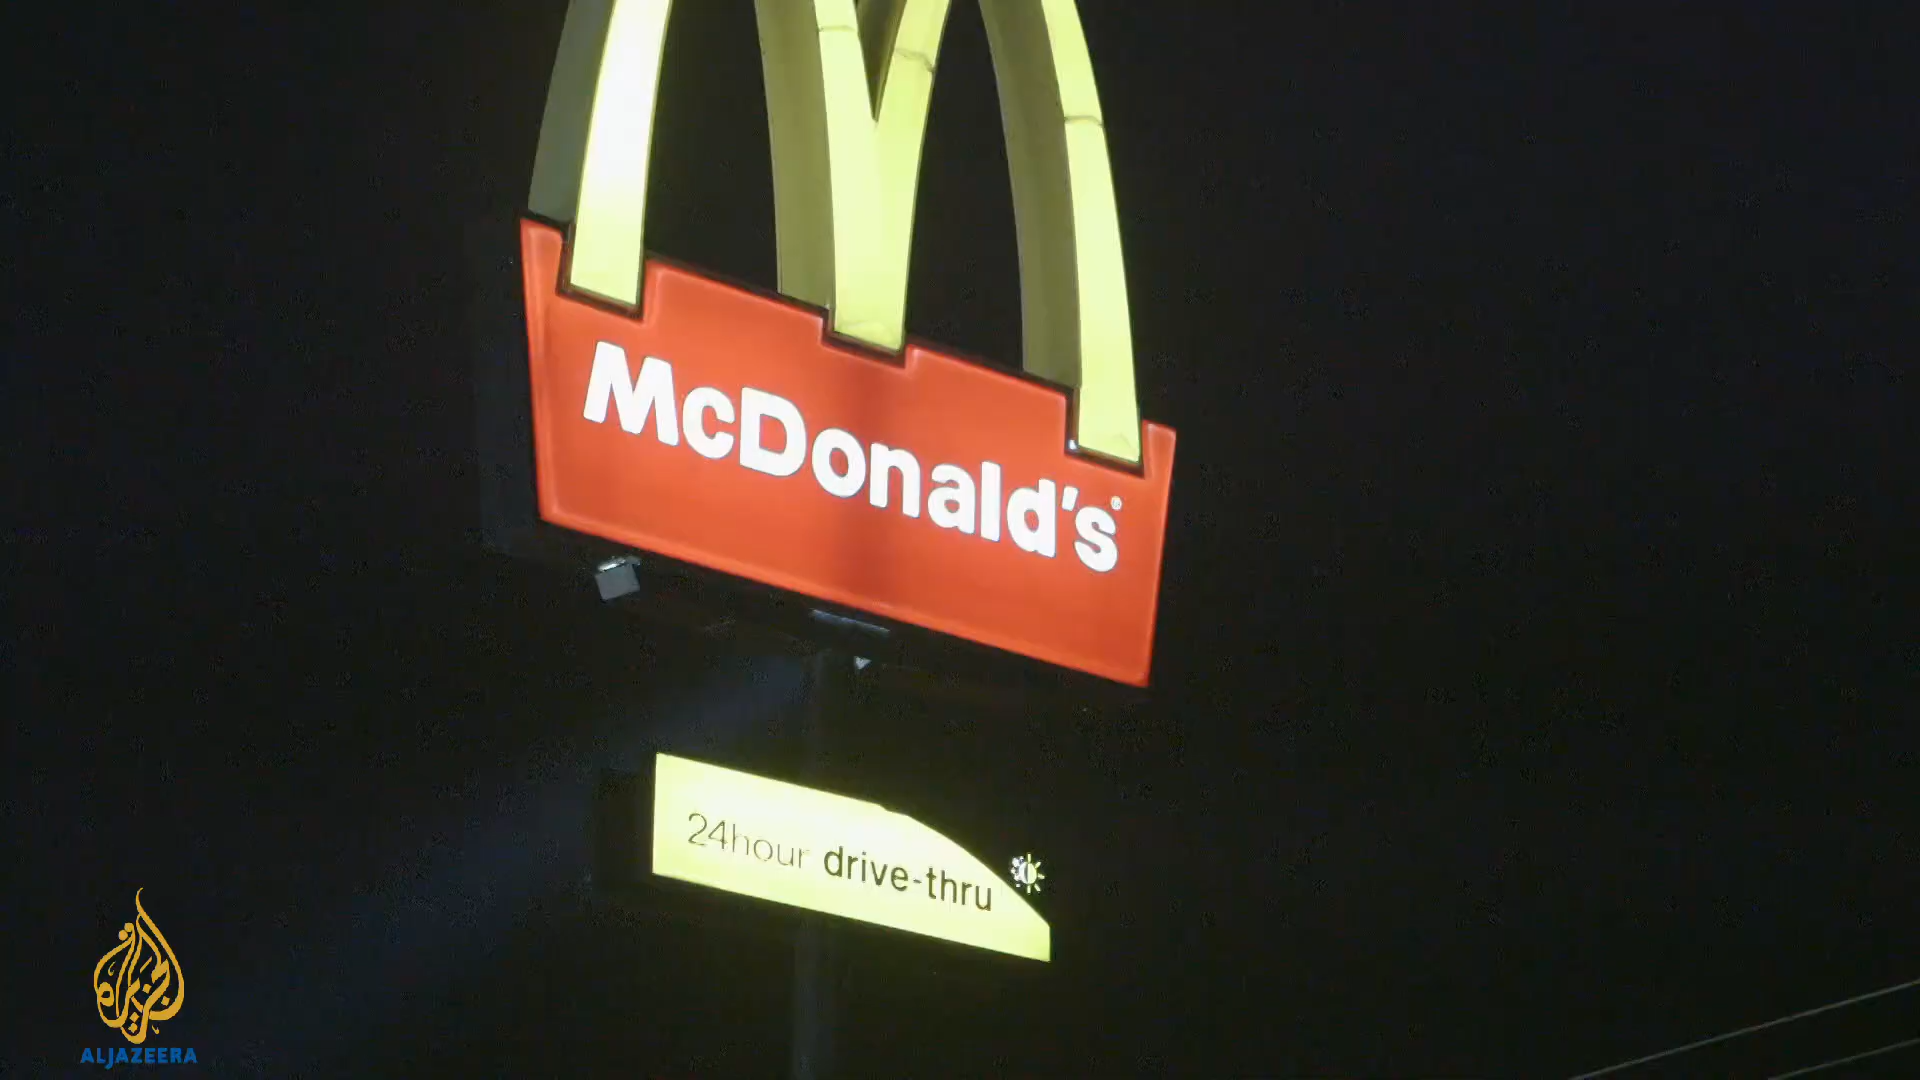 McDonald's®
24hour drive-thru
الجزيرة
ALJAZEERA